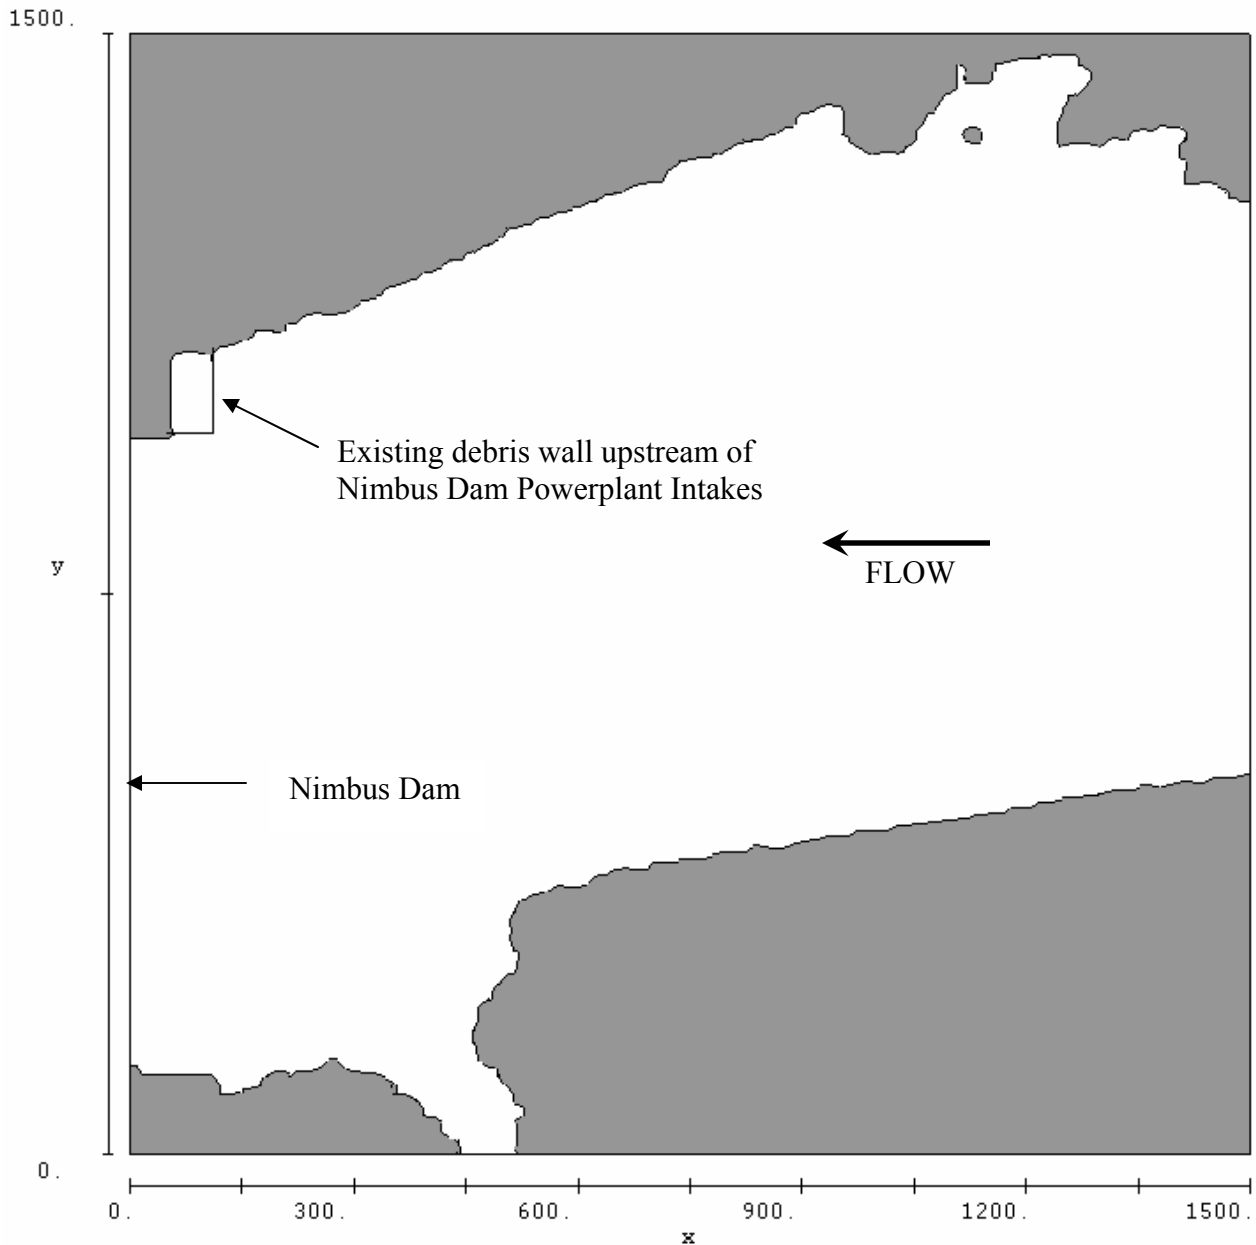 1500.
Existing debris wall upstream of
Nimbus Dam Powerplant Intakes
y
FLOW
Nimbus Dam
0.
0. 300. 600. 900. 1200. 1500.
x